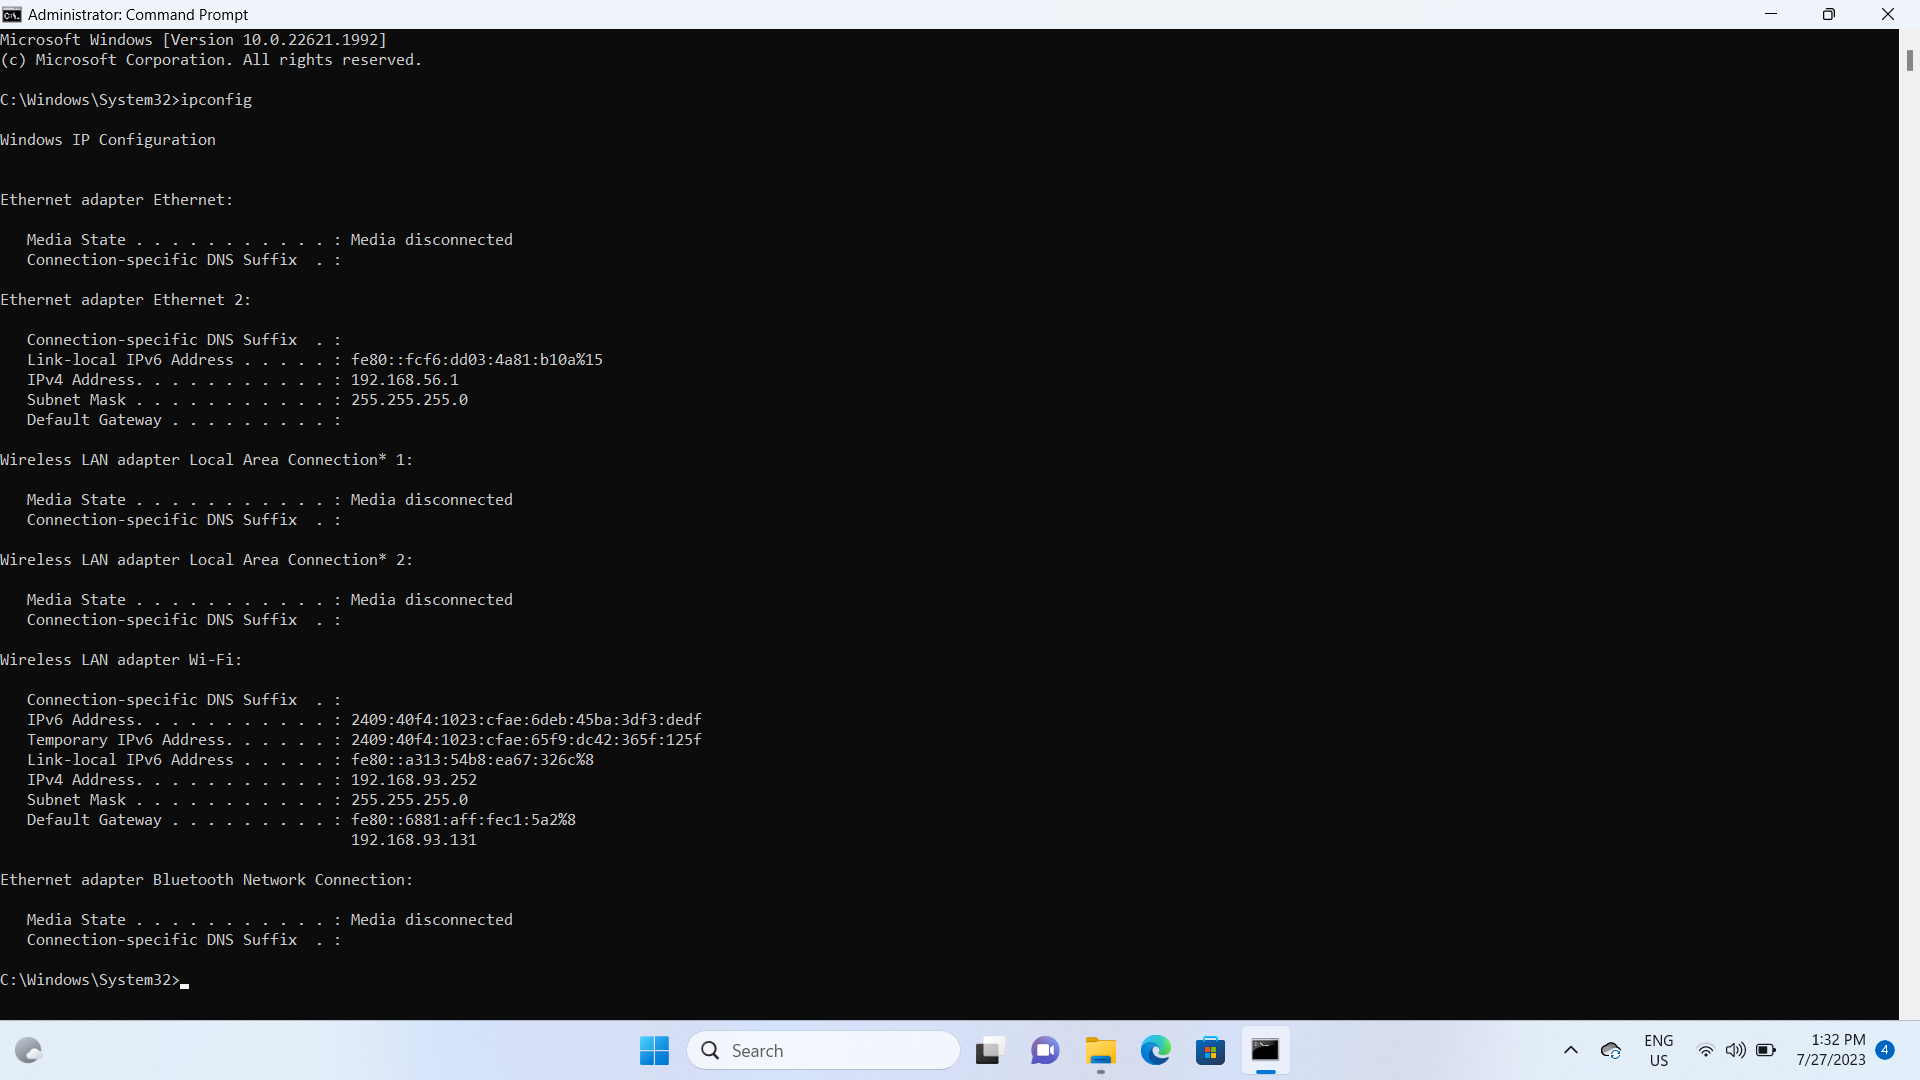 Administrator: Command Prompt
Microsoft Windows [Version 10.0.22621.1992]
(c) Microsoft Corporation. All rights reserved.
C:\Windows\System32>ipconfig
Windows IP Configuration
Ethernet adapter Ethernet:
Media State . . . . . . . . . . . : Media disconnected
Connection-specific DNS Suffix  . :
Ethernet adapter Ethernet 2:
Connection-specific DNS Suffix  . :
Link-local IPv6 Address . . . . . : fe80::fcf6:dd03:4a81:b10a%15
IPv4 Address. . . . . . . . . . . : 192.168.56.1
Subnet Mask . . . . . . . . . . . : 255.255.255.0
Default Gateway . . . . . . . . . :
Wireless LAN adapter Local Area Connection* 1:
Media State . . . . . . . . . . . : Media disconnected
Connection-specific DNS Suffix  . :
Wireless LAN adapter Local Area Connection* 2:
Media State . . . . . . . . . . . : Media disconnected
Connection-specific DNS Suffix  . :
Wireless LAN adapter Wi-Fi:
Connection-specific DNS Suffix  . :
IPv6 Address. . . . . . . . . . . : 2409:40f4:1023:cfae:6deb:45ba:3df3:dedf
Temporary IPv6 Address. . . . . . : 2409:40f4:1023:cfae:65f9:dc42:365f:125f
Link-local IPv6 Address . . . . . : fe80::a313:54b8:ea67:326c%8
IPv4 Address. . . . . . . . . . . : 192.168.93.252
Subnet Mask . . . . . . . . . . . : 255.255.255.0
Default Gateway . . . . . . . . . : fe80::6881:aff:fec1:5a2%8
192.168.93.131
Ethernet adapter Bluetooth Network Connection:
Media State . . . . . . . . . . . : Media disconnected
Connection-specific DNS Suffix  . :
C:\Windows\System32>
Search
ENG
US
1:32 PM
7/27/2023
4